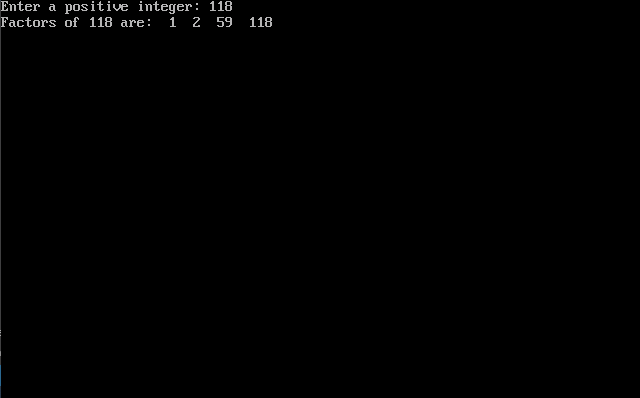 Enter a positive integer: 118
Factors of 118 are:  1  2  59  118